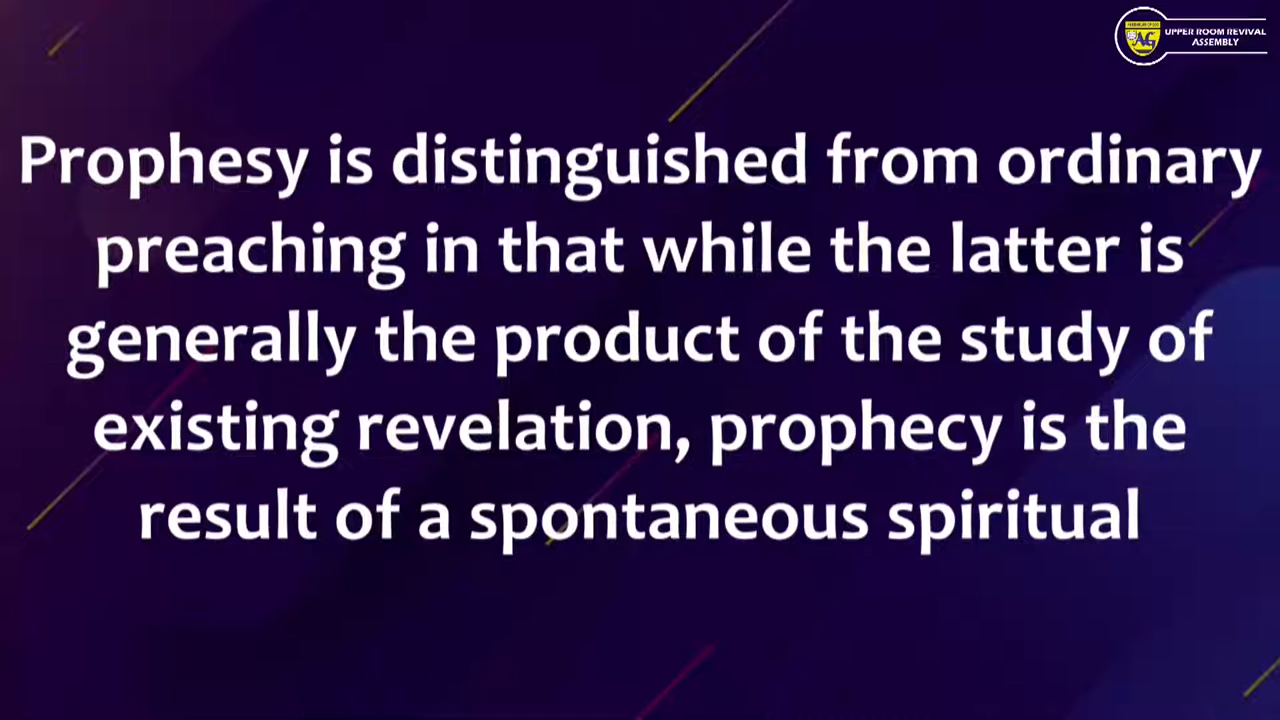 UPPER ROOM REVIVAL
ASSEMBLY
Prophesy is distinguished from ordinary
preaching in that while the latter is
generally the product of the study of
existing revelation, prophecy is the
result of a spontaneous spiritual